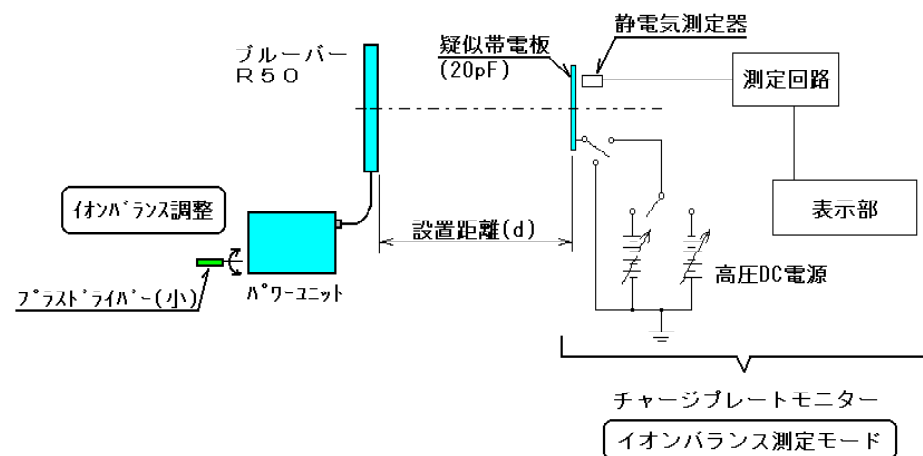 ブルーバー
R50
疑似帯電板
(20pF)
静電気測定器
測定回路
表示部
イオンバランス調整
設置距離(d)
高圧DC電源
プラスドライバー(小)
パワーユニット
チャージプレートモニター
イオンバランス測定モード